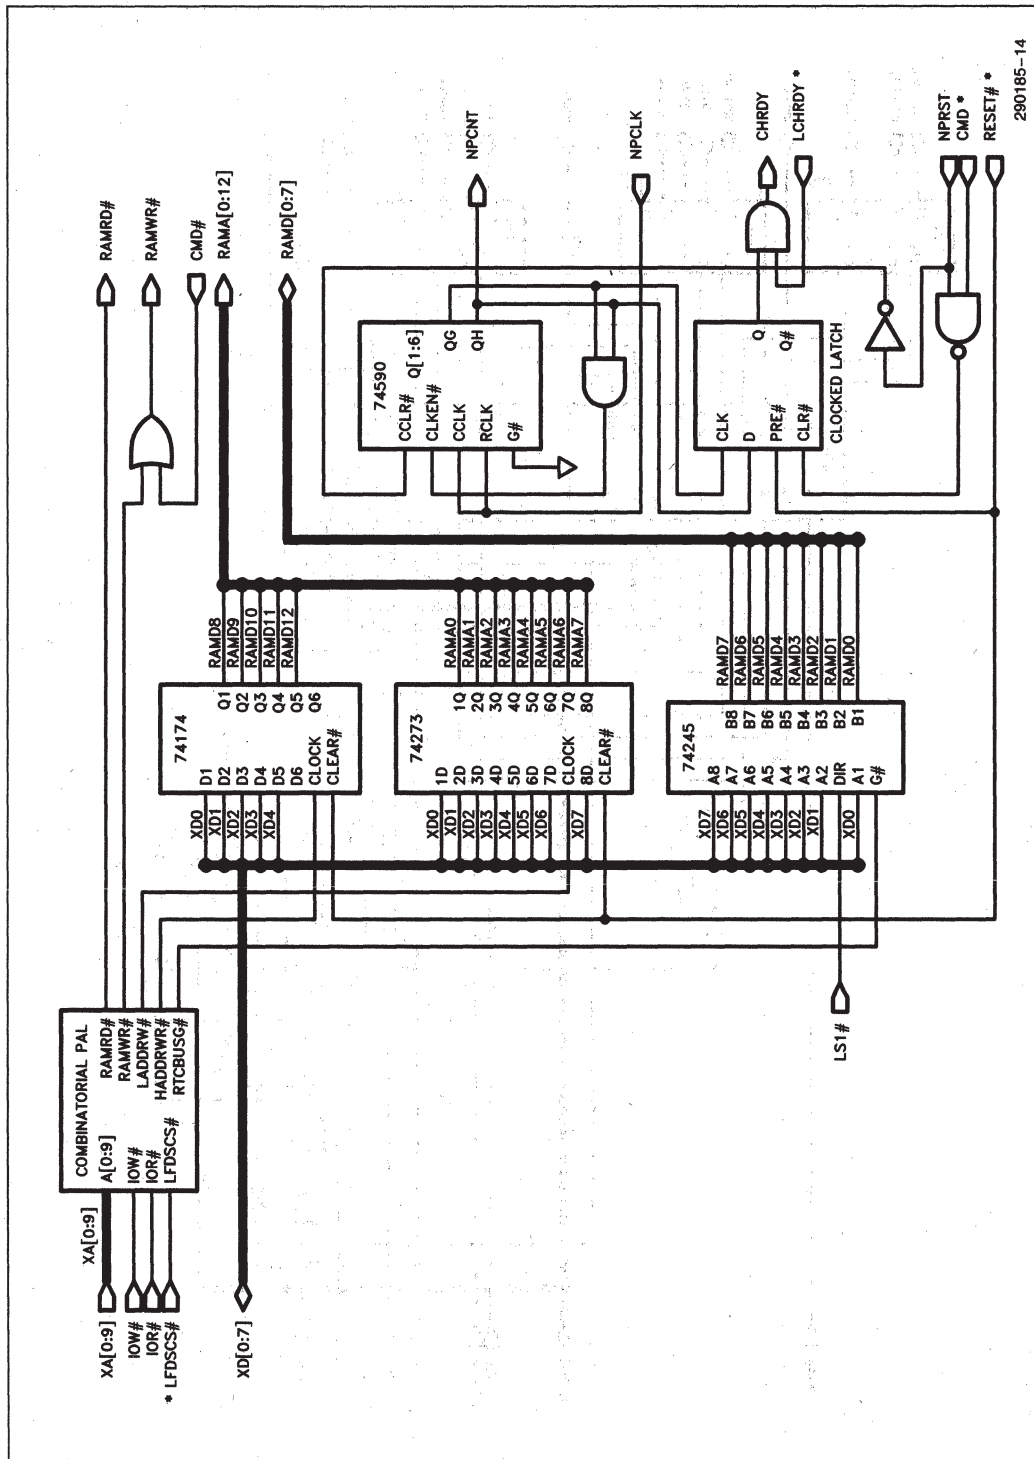 COMBINATORIAL PAL
XA[0:9]
XA[0:9]
A[0:9]
IOW#
IOW#
IOR#
IOR#
* LFDSCS#
LFDSCS#
RAMRD#
RAMWR#
LADDRW#
HADDRWR#
RTCBUSG#
XD[0:7]
RAMRD#
RAMWR#
CMD#
RAMA[0:12]
RAMD[0:7]
74174
XD0 D1 Q1 RAMD8
XD1 D2 Q2 RAMD9
XD2 D3 Q3 RAMD10
XD3 D4 Q4 RAMD11
XD4 D5 Q5 RAMD12
D6 Q6
CLOCK
CLEAR#
74273
XD0 1D 1Q RAMA0
XD1 2D 2Q RAMA1
XD2 3D 3Q RAMA2
XD3 4D 4Q RAMA3
XD4 5D 5Q RAMA4
XD5 6D 6Q RAMA5
XD6 7D 7Q RAMA6
CLOCK 8Q RAMA7
XD7 8D
CLEAR#
74245
XD7 A8 B8 RAMD7
XD6 A7 B7 RAMD6
XD5 A6 B6 RAMD5
XD4 A5 B5 RAMD4
XD3 A4 B4 RAMD3
XD2 A3 B3 RAMD2
XD1 A2 B2 RAMD1
DIR B1 RAMD0
XD0 A1
G#
LS1#
74590
CCLR# Q[1:6]
CLKEN# QG
CCLK QH
RCLK
G#
NPCNT
NPCLK
CLK
D Q
PRE# Q#
CLR#
CLOCKED LATCH
CHRDY
LCHRDY *
NPRST
CMD *
RESET# *
290185-14